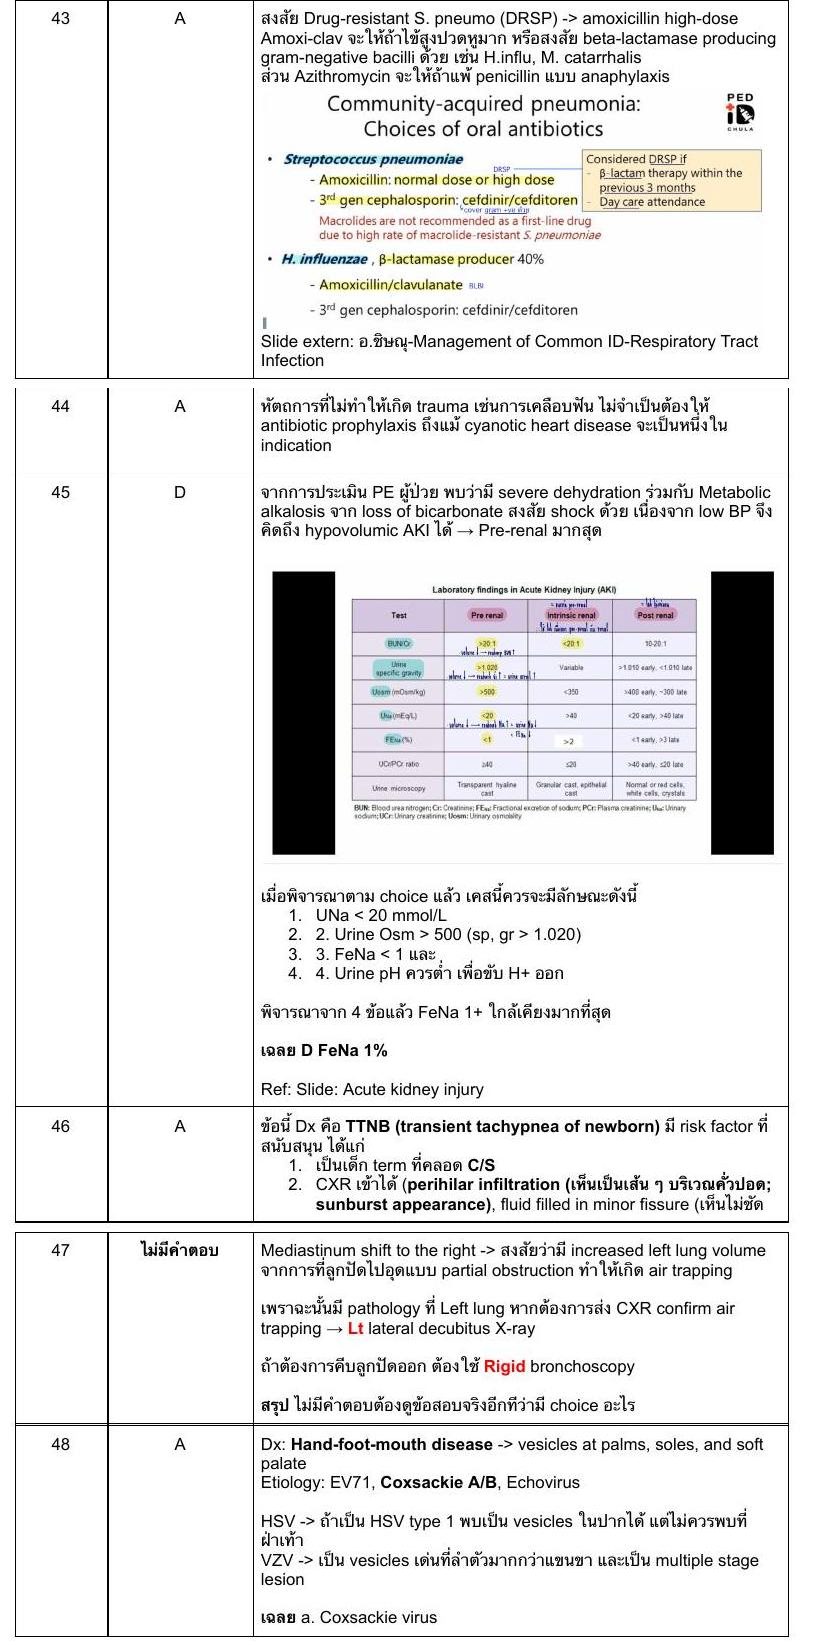 43 A สงสัย Drug-resistant S. pneumo (DRSP) -> amoxicillin high-dose
Amoxi-clav จะให้ถ้าไข้สูงปวดหูมาก หรือสงสัย beta-lactamase producing
gram-negative bacilli ด้วย เช่น H.influ, M. catarrhalis
ส่วน Azithromycin จะให้ถ้าแพ้ penicillin แบบ anaphylaxis
Community-acquired pneumonia:
Choices of oral antibiotics
PED
iD
CHULA
• Streptococcus pneumoniae
DRSP
- Amoxicillin: normal dose or high dose
- 3rd gen cephalosporin: cefdinir/cefditoren
cover gram +ve
Macrolides are not recommended as a first-line drug
due to high rate of macrolide-resistant S. pneumoniae
Considered DRSP if
- β-lactam therapy within the
previous 3 months
- Day care attendance
• H. influenzae , β-lactamase producer 40%
- Amoxicillin/clavulanate BLBI
- 3rd gen cephalosporin: cefdinir/cefditoren
Slide extern: อ.ชิษณุ-Management of Common ID-Respiratory Tract
Infection
44 A หัตถการที่ไม่ทำให้เกิด trauma เช่นการเคลือบฟัน ไม่จำเป็นต้องให้
antibiotic prophylaxis ถึงแม้ cyanotic heart disease จะเป็นหนึ่งใน
indication
45 D จากการประเมิน PE ผู้ป่วย พบว่ามี severe dehydration ร่วมกับ Metabolic
alkalosis จาก loss of bicarbonate สงสัย shock ด้วย เนื่องจาก low BP จึง
คิดถึง hypovolumic AKI ได้ → Pre-renal มากสุด
Laboratory findings in Acute Kidney Injury (AKI)
Test Pre renal Intrinsic renal Post renal
BUN/Cr >20:1 <20:1 10-20:1
Urine specific gravity >1.020 Variable >1.010 early, <1.010 late
Uosm (mOsm/kg) >500 <350 >400 early, ~300 late
UNa (mEq/L) <20 >40 <20 early, >40 late
FENa (%) <1 >2 <1 early, >3 late
UCr/PCr ratio ≥40 ≤20 >40 early, ≤20 late
Urine microscopy Transparent hyaline cast Granular cast, epithelial cast Normal or red cells, white cells, crystals
BUN: Blood urea nitrogen; Cr: Creatinine; FENa: Fractional excretion of sodium; PCr: Plasma creatinine; UNa: Urinary
sodium; UCr: Urinary creatinine; Uosm: Urinary osmolality
เมื่อพิจารณาตาม choice แล้ว เคสนี้ควรจะมีลักษณะดังนี้
1. UNa < 20 mmol/L
2. 2. Urine Osm > 500 (sp, gr > 1.020)
3. 3. FeNa < 1 และ
4. 4. Urine pH ควรต่ำ เพื่อขับ H+ ออก
พิจารณาจาก 4 ข้อแล้ว FeNa 1+ ใกล้เคียงมากที่สุด
เฉลย D FeNa 1%
Ref: Slide: Acute kidney injury
46 A ข้อนี้ Dx คือ TTNB (transient tachypnea of newborn) มี risk factor ที่
สนับสนุน ได้แก่
1. เป็นเด็ก term ที่คลอด C/S
2. CXR เข้าได้ (perihilar infiltration (เห็นเป็นเส้น ๆ บริเวณขั้วปอด;
sunburst appearance), fluid filled in minor fissure (เห็นไม่ชัด
47 ไม่มีคำตอบ Mediastinum shift to the right -> สงสัยว่ามี increased left lung volume
จากการที่ลูกปัดไปอุดแบบ partial obstruction ทำให้เกิด air trapping
เพราะฉะนั้นมี pathology ที่ Left lung หากต้องการส่ง CXR confirm air
trapping → Lt lateral decubitus X-ray
ถ้าต้องการคีบลูกปัดออก ต้องใช้ Rigid bronchoscopy
สรุป ไม่มีคำตอบต้องดูข้อสอบจริงอีกทีว่ามี choice อะไร
48 A Dx: Hand-foot-mouth disease -> vesicles at palms, soles, and soft
palate
Etiology: EV71, Coxsackie A/B, Echovirus
HSV -> ถ้าเป็น HSV type 1 พบเป็น vesicles ในปากได้ แต่ไม่ควรพบที่
ฝ่าเท้า
VZV -> เป็น vesicles เด่นที่ลำตัวมากกว่าแขนขา และเป็น multiple stage
lesion
เฉลย a. Coxsackie virus